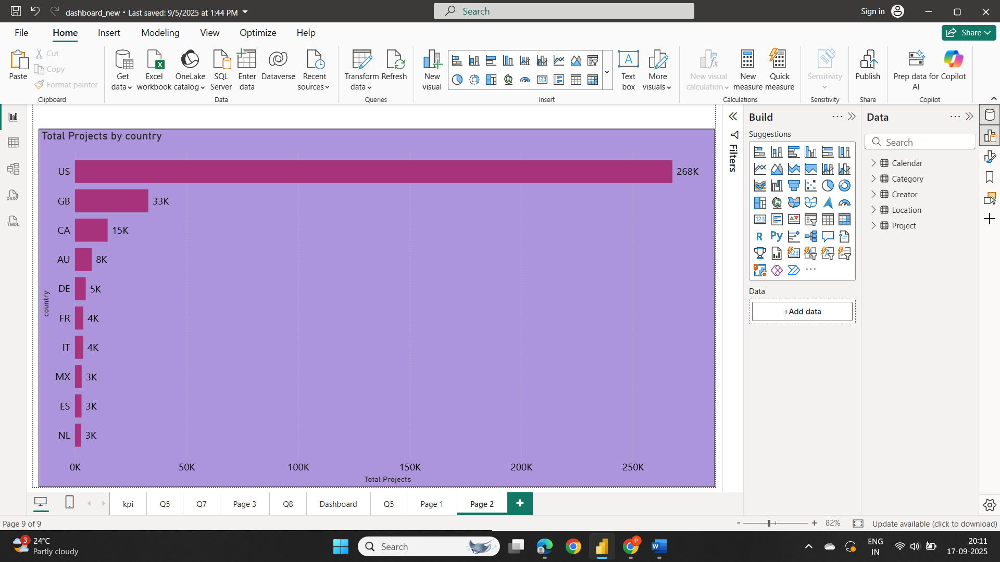 dashboard_new • Last saved: 9/5/2025 at 1:44 PM
Search
Sign in
File
Home
Insert
Modeling
View
Optimize
Help
Share
Paste
Cut
Copy
Format painter
Clipboard
Get data
Excel workbook
OneLake catalog
SQL Server
Enter data
Dataverse
Recent sources
Data
Transform data
Refresh
Queries
New visual
Text box
More visuals
Insert
New visual calculation
New measure
Quick measure
Calculations
Sensitivity
Sensitivity
Publish
Share
Prep data for AI
Copilot
Copilot
DAX
TMDL
Total Projects by country
country
US 268K
GB 33K
CA 15K
AU 8K
DE 5K
FR 4K
IT 4K
MX 3K
ES 3K
NL 3K
0K 50K 100K 150K 200K 250K
Total Projects
Filters
Build
Suggestions
123
R
Py
123
Data
+Add data
Data
Search
Calendar
Category
Creator
Location
Project
kpi
Q5
Q7
Page 3
Q8
Dashboard
Q5
Page 1
Page 2
+
Page 9 of 9
- + 82%
Update available (click to download)
3
24°C
Partly cloudy
Search
P
W
ENG
IN
20:11
17-09-2025